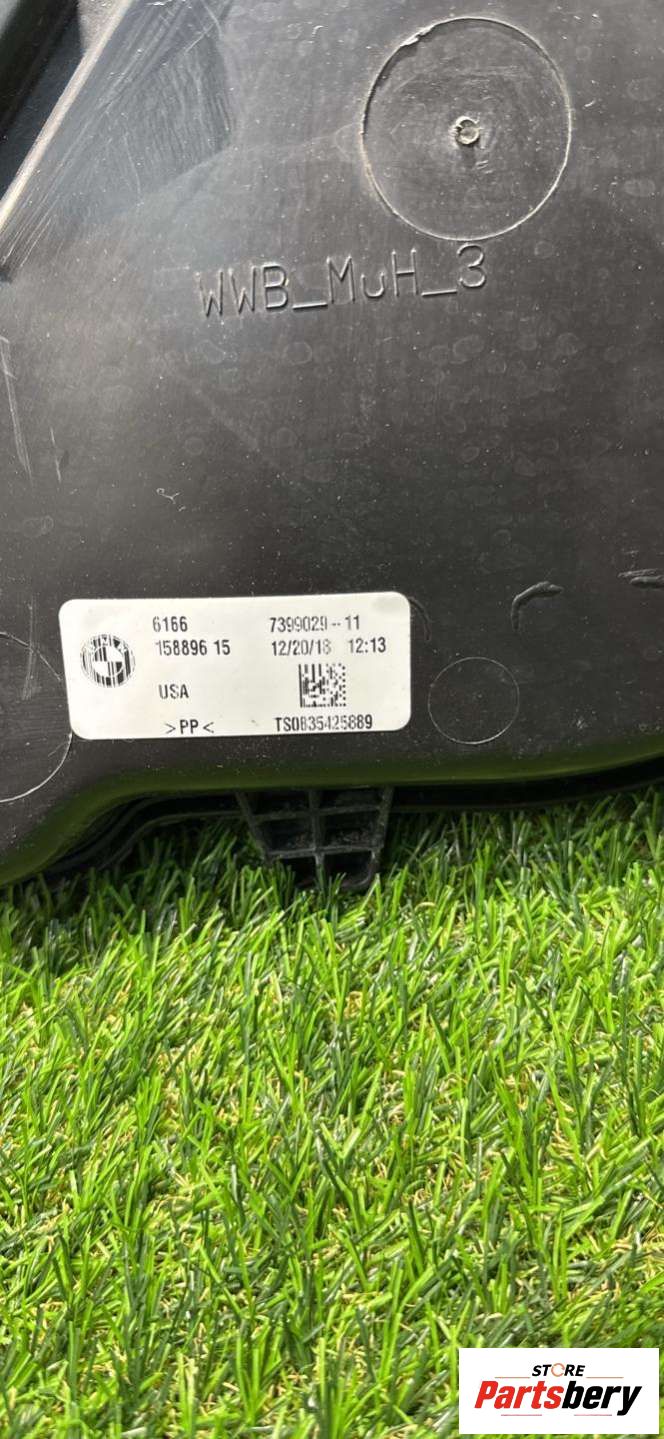 WWB_MuH_3
6166 7399029-11
158896 15 12/20/18 12:13
USA
>PP< TS0835425889
STORE
Partsbery